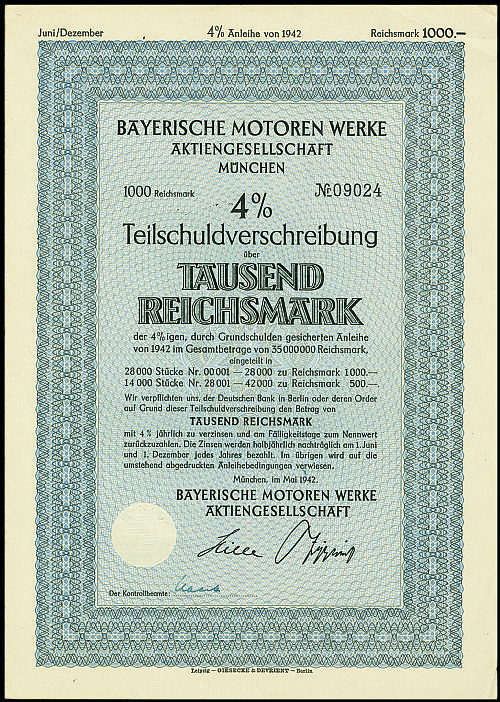 Juni/Dezember 4% Anleihe von 1942 Reichsmark 1000.—
BAYERISCHE MOTOREN WERKE
AKTIENGESELLSCHAFT
MÜNCHEN
1000 Reichsmark № 09024
4%
Teilschuldverschreibung
über
TAUSEND
REICHSMARK
der 4%igen, durch Grundschulden gesicherten Anleihe
von 1942 im Gesamtbetrage von 35000000 Reichsmark,
eingeteilt in
28000 Stücke Nr. 00001 — 28000 zu Reichsmark 1000.—
14000 Stücke Nr. 28001 — 42000 zu Reichsmark 500.—
Wir verpflichten uns, der Deutschen Bank in Berlin oder deren Order
auf Grund dieser Teilschuldverschreibung den Betrag von
TAUSEND REICHSMARK
mit 4% jährlich zu verzinsen und am Fälligkeitstage zum Nennwert
zurückzuzahlen. Die Zinsen werden halbjährlich nachträglich am 1. Juni
und 1. Dezember jedes Jahres bezahlt. Im übrigen wird auf die
umstehend abgedruckten Anleihebedingungen verwiesen.
München, im Mai 1942.
BAYERISCHE MOTOREN WERKE
AKTIENGESELLSCHAFT
Hille
Der Kontrollbeamte:
Leipzig – GIESECKE & DEVRIENT – Berlin.